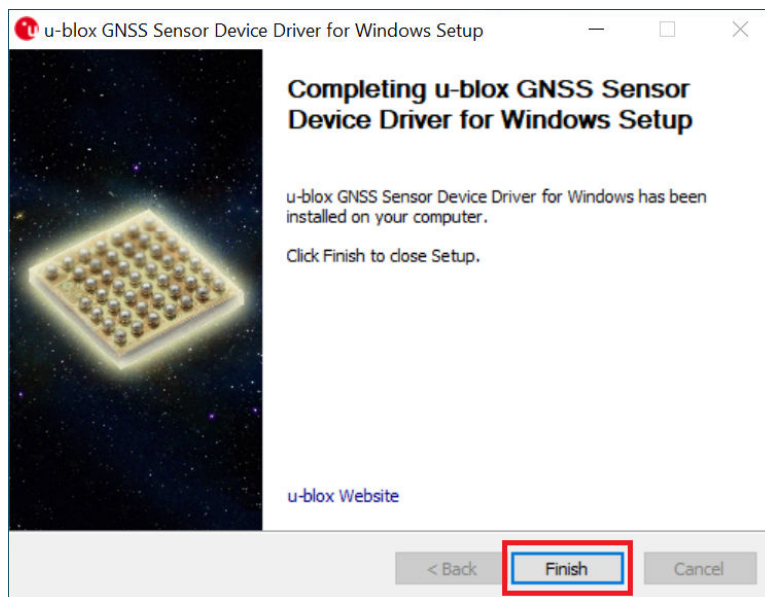 u-blox GNSS Sensor Device Driver for Windows Setup
Completing u-blox GNSS Sensor
Device Driver for Windows Setup
u-blox GNSS Sensor Device Driver for Windows has been
installed on your computer.
Click Finish to close Setup.
u-blox Website
< Back
Finish
Cancel